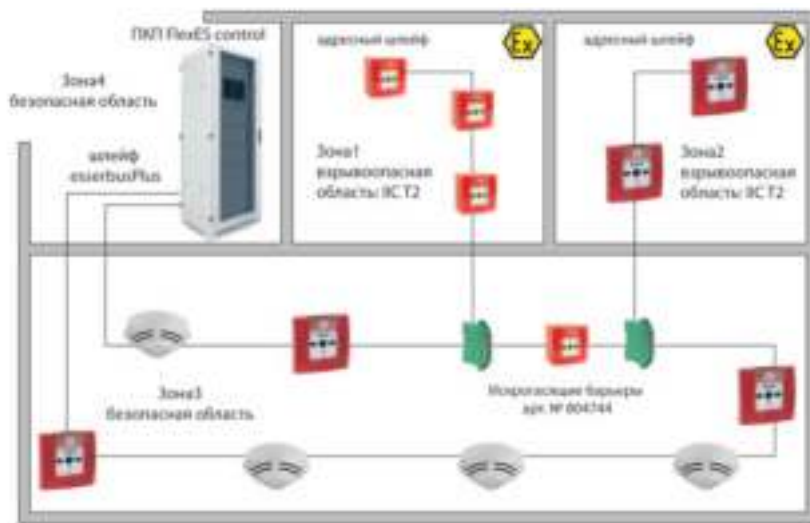 ПКП FlexES control
Зона4
безопасная область
шлейф
esserbusPlus
адресный шлейф
Ex
Зона1
взрывоопасная
область: IIC T2
адресный шлейф
Ex
Зона2
взрывоопасная
область: IIC T2
Искрогасящие барьеры
арт. № 804744
Зона3
безопасная область